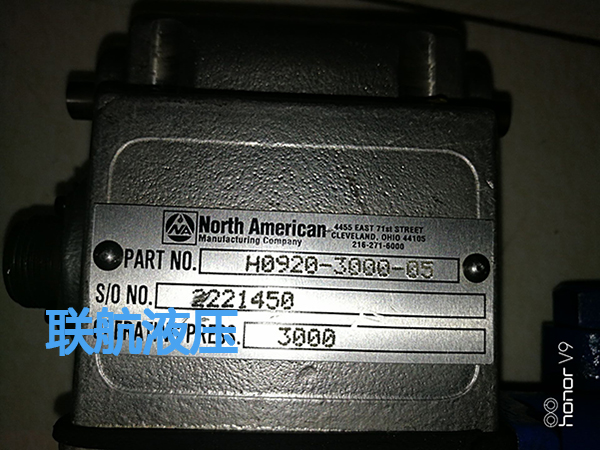 North American
Manufacturing Company
4455 EAST 71st STREET
CLEVELAND, OHIO 44105
216-271-6000
PART NO. H0920-3000-05
S/O NO. 2221450
联航液压
PRESS. 3000
honor V9